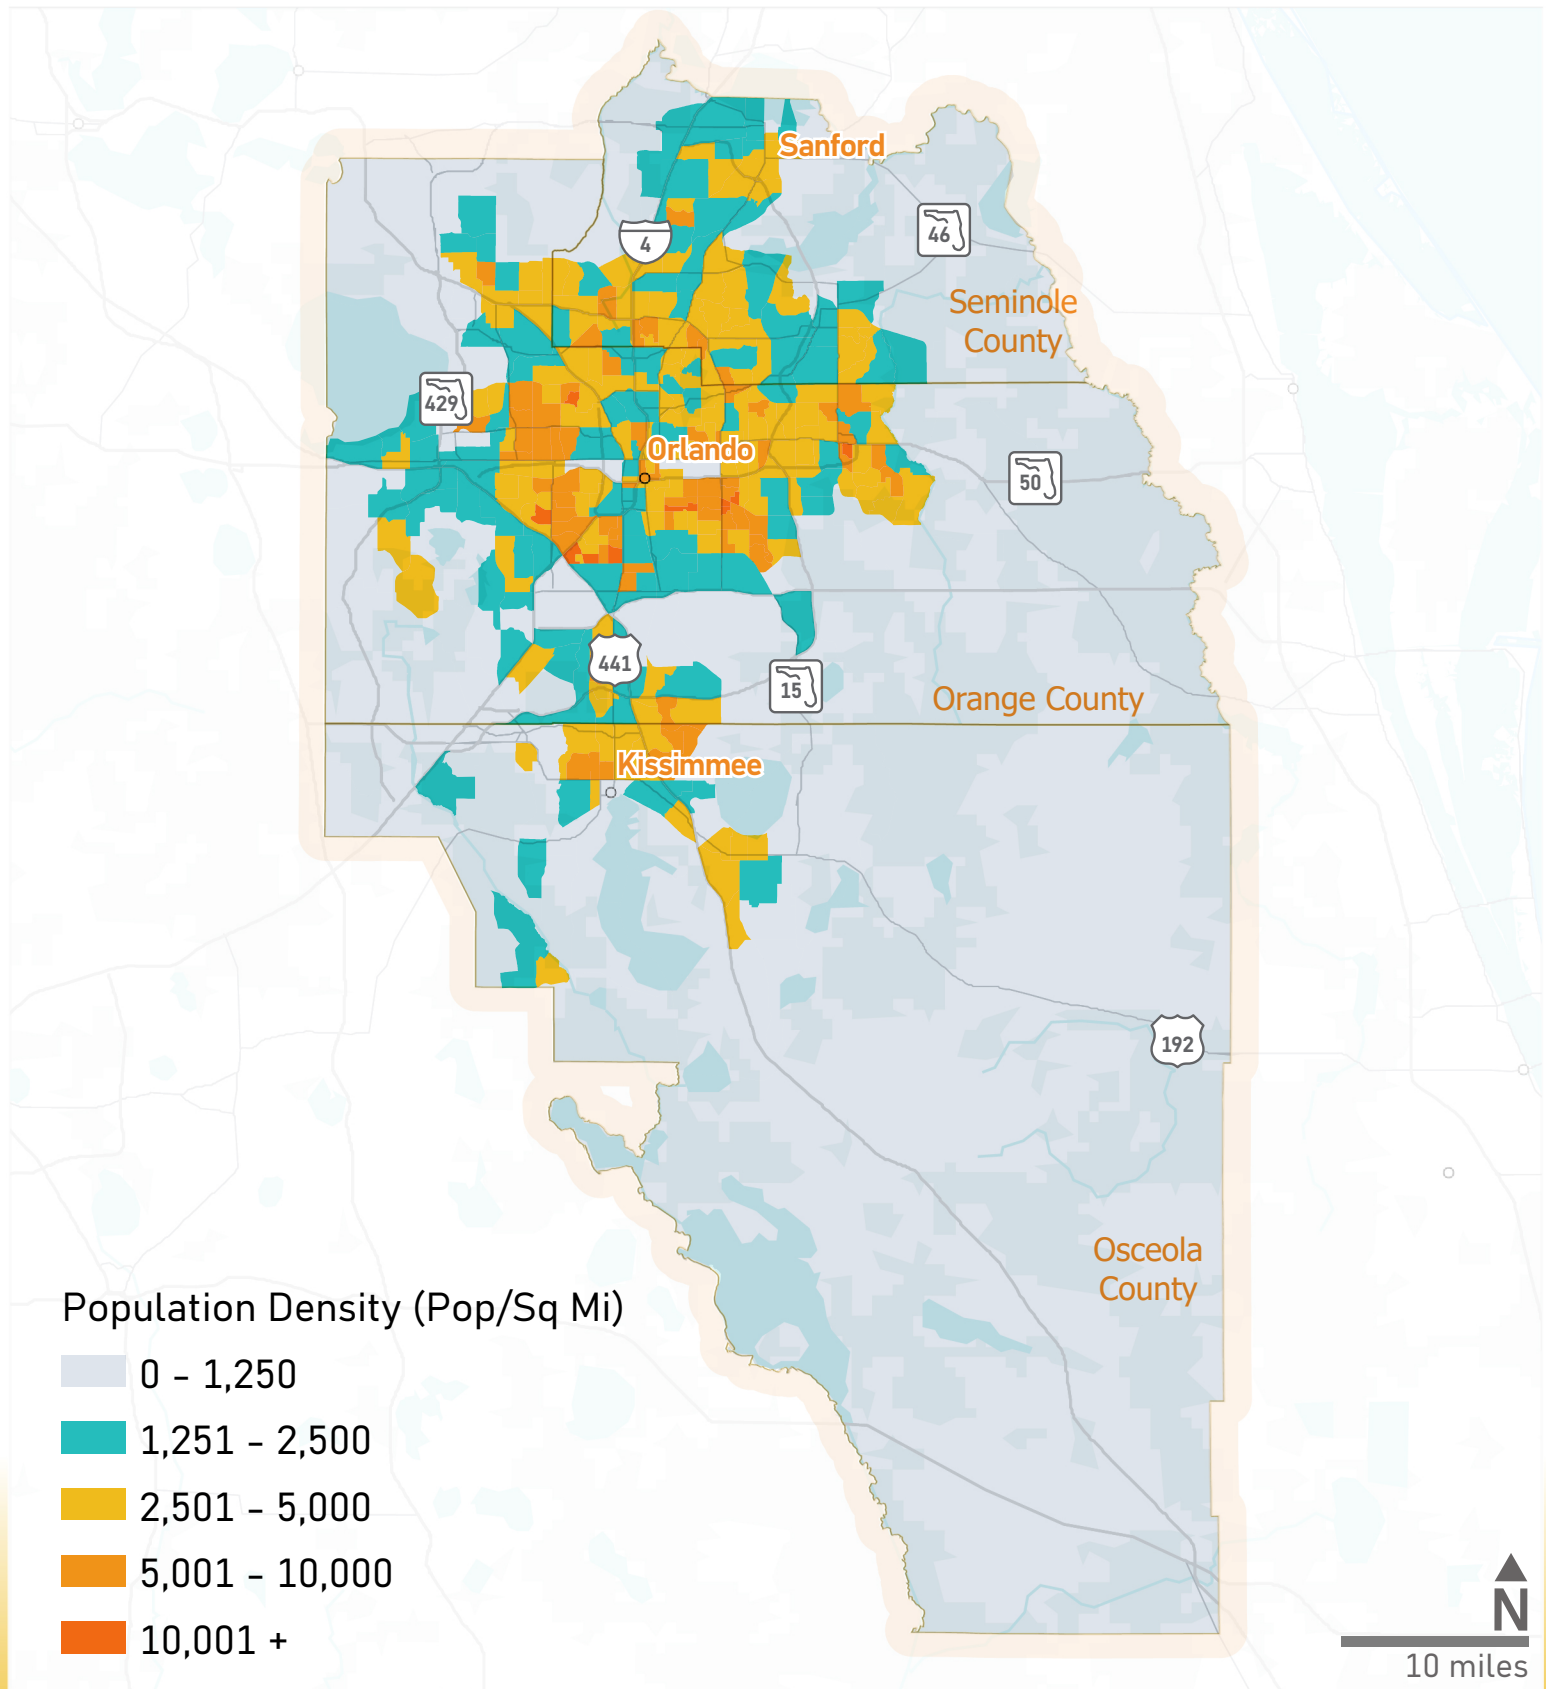 Sanford
4
46
Seminole
County
429
Orlando
50
441
15
Orange County
Kissimmee
192
Osceola
County
Population Density (Pop/Sq Mi)
0 - 1,250
1,251 - 2,500
2,501 - 5,000
5,001 - 10,000
10,001 +
N
10 miles